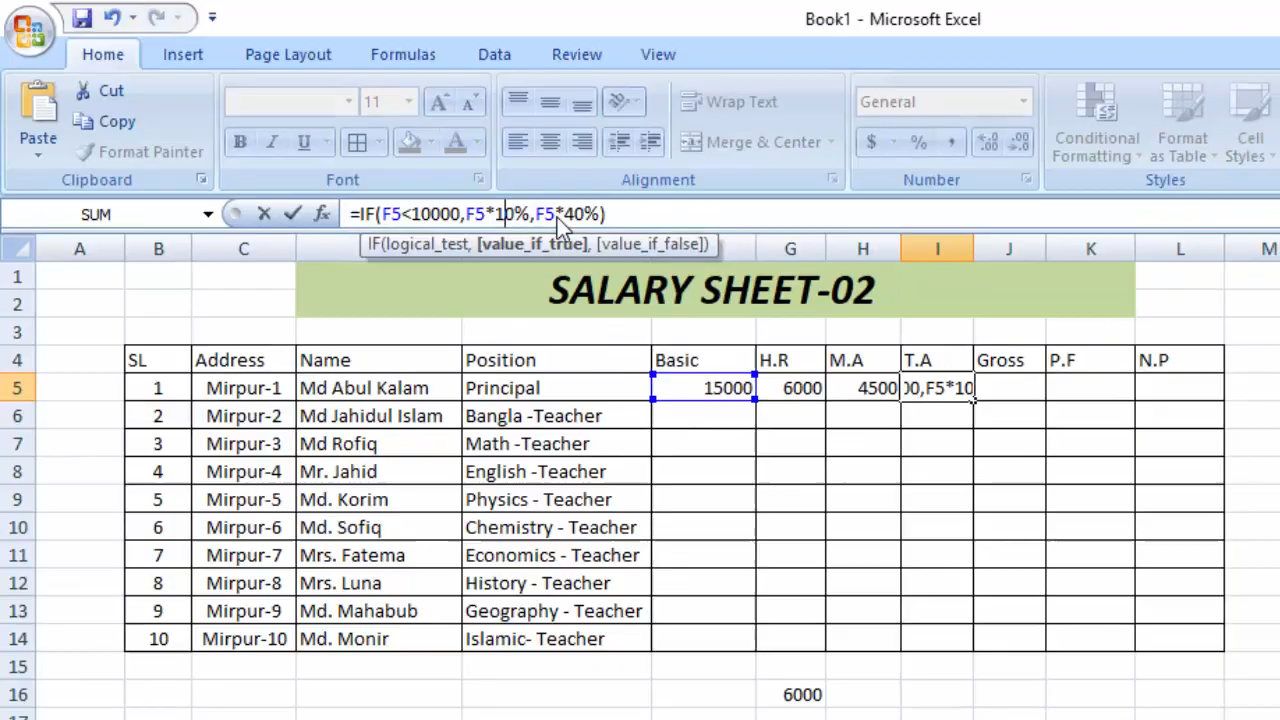 Book1 - Microsoft Excel
Home Insert Page Layout Formulas Data Review View
Paste
Cut
Copy
Format Painter
Clipboard
11
A A
B I U
A
Font
Wrap Text
Merge & Center
Alignment
General
$ % ,
.0 .00
.00 .0
Number
Conditional Formatting
Format as Table
Cell Styles
Styles
SUM fx =IF(F5<10000,F5*10%,F5*40%)
IF(logical_test, [value_if_true], [value_if_false])
A B C G H I J K L M
1 SALARY SHEET-02
2
3
4 SL Address Name Position Basic H.R M.A T.A Gross P.F N.P
5 1 Mirpur-1 Md Abul Kalam Principal 15000 6000 4500 00,F5*10
6 2 Mirpur-2 Md Jahidul Islam Bangla -Teacher
7 3 Mirpur-3 Md Rofiq Math -Teacher
8 4 Mirpur-4 Mr. Jahid English -Teacher
9 5 Mirpur-5 Md. Korim Physics - Teacher
10 6 Mirpur-6 Md. Sofiq Chemistry - Teacher
11 7 Mirpur-7 Mrs. Fatema Economics - Teacher
12 8 Mirpur-8 Mrs. Luna History - Teacher
13 9 Mirpur-9 Md. Mahabub Geography - Teacher
14 10 Mirpur-10 Md. Monir Islamic- Teacher
15
16 6000
17